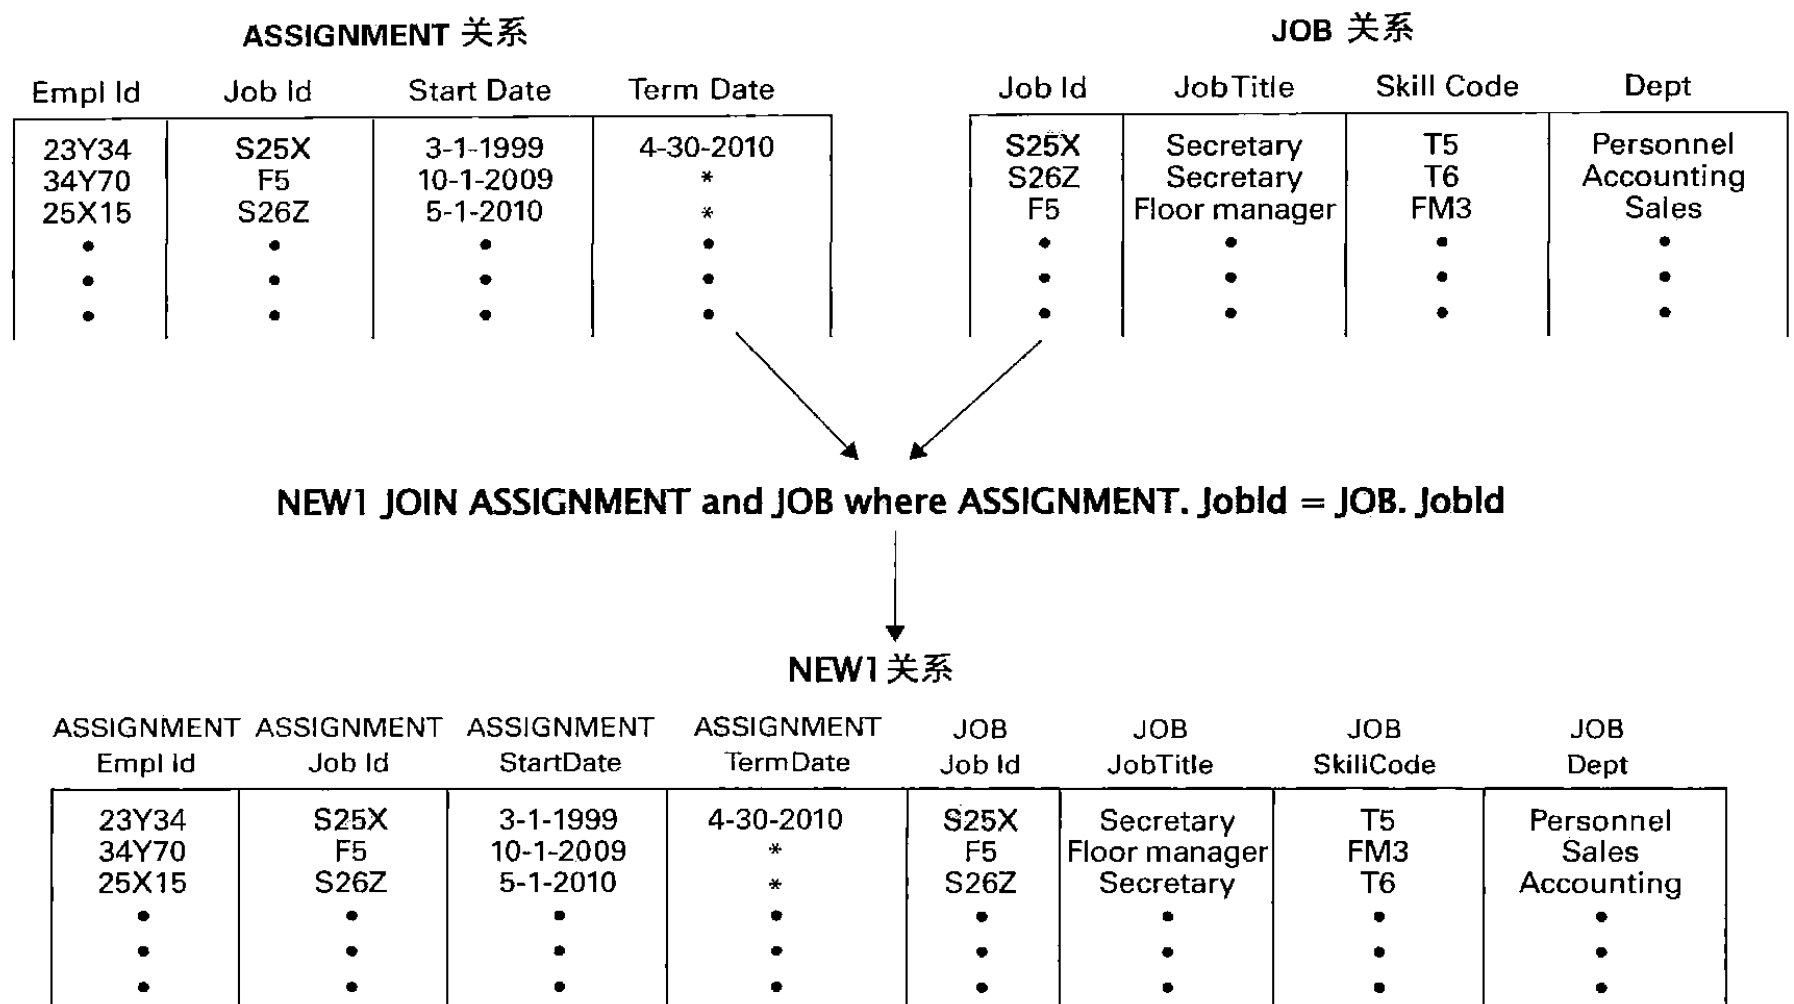 ASSIGNMENT 关系
Empl Id Job Id Start Date Term Date
23Y34 S25X 3-1-1999 4-30-2010
34Y70 F5 10-1-2009 *
25X15 S26Z 5-1-2010 *
JOB 关系
Job Id JobTitle Skill Code Dept
S25X Secretary T5 Personnel
S26Z Secretary T6 Accounting
F5 Floor manager FM3 Sales
NEW1 JOIN ASSIGNMENT and JOB where ASSIGNMENT. JobId = JOB. JobId
NEW1关系
ASSIGNMENT ASSIGNMENT ASSIGNMENT ASSIGNMENT JOB JOB JOB JOB
Empl Id Job Id StartDate TermDate Job Id JobTitle SkillCode Dept
23Y34 S25X 3-1-1999 4-30-2010 S25X Secretary T5 Personnel
34Y70 F5 10-1-2009 * F5 Floor manager FM3 Sales
25X15 S26Z 5-1-2010 * S26Z Secretary T6 Accounting